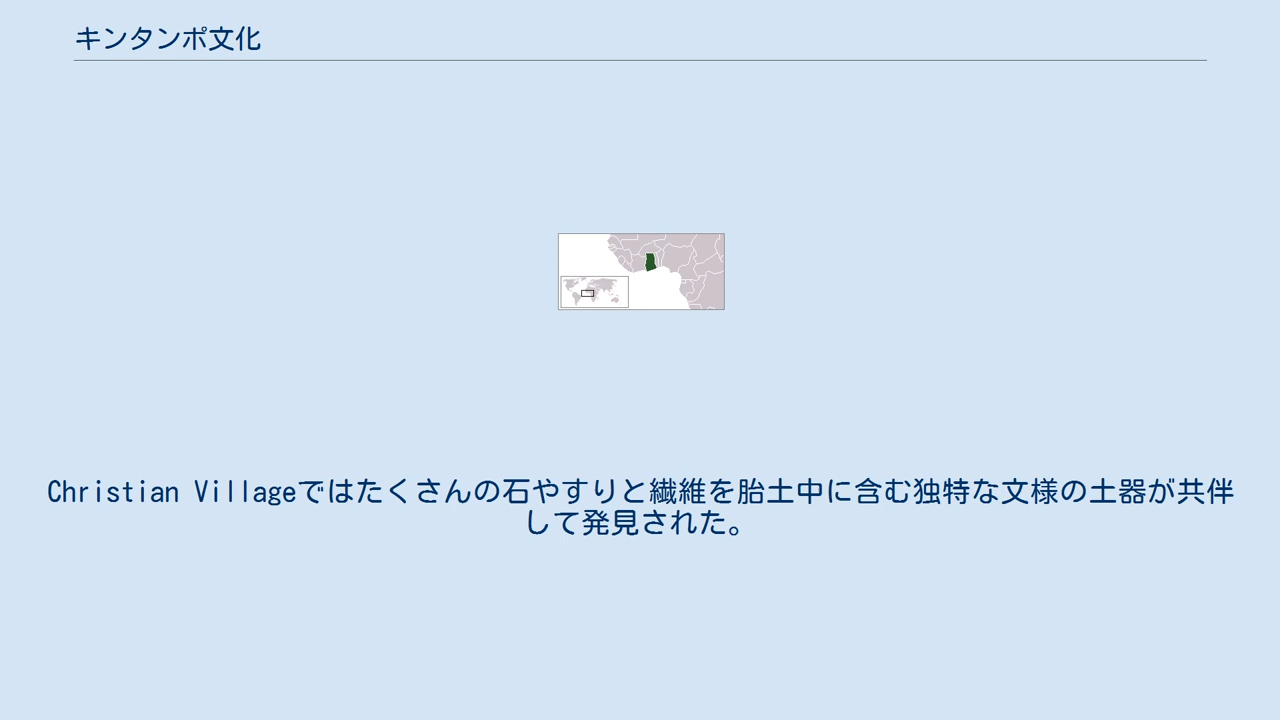 キンタンポ文化
Christian Villageではたくさんの石やすりと繊維を胎土中に含む独特な文様の土器が共伴
して発見された。